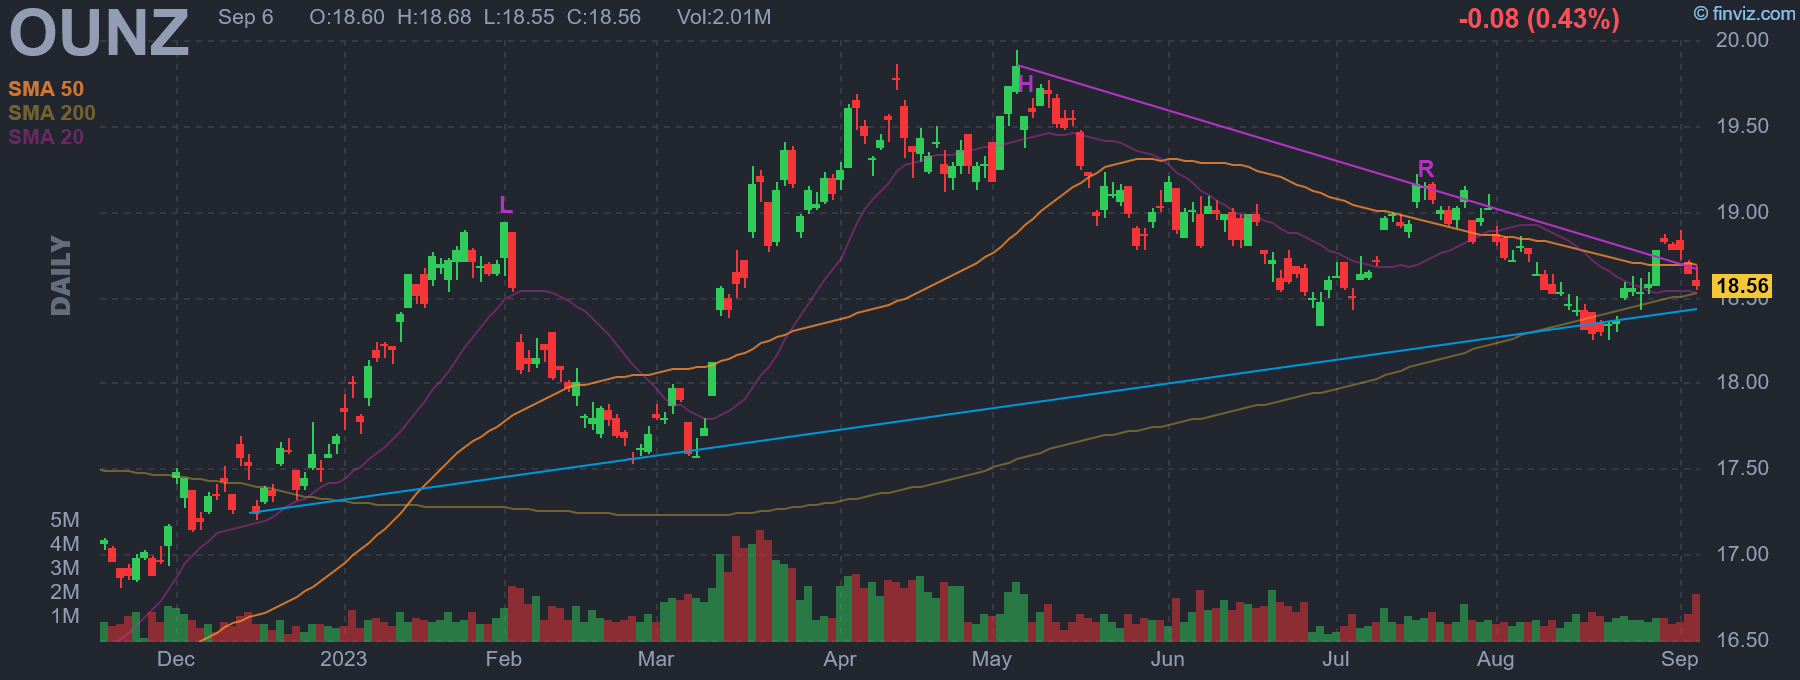 OUNZ Sep 6 O:18.60 H:18.68 L:18.55 C:18.56 Vol:2.01M -0.08 (0.43%) © finviz.com
SMA 50
SMA 200
SMA 20
DAILY
L
H
R
20.00
19.50
19.00
18.56
18.50
18.00
17.50
17.00
16.50
5M
4M
3M
2M
1M
Dec 2023 Feb Mar Apr May Jun Jul Aug Sep